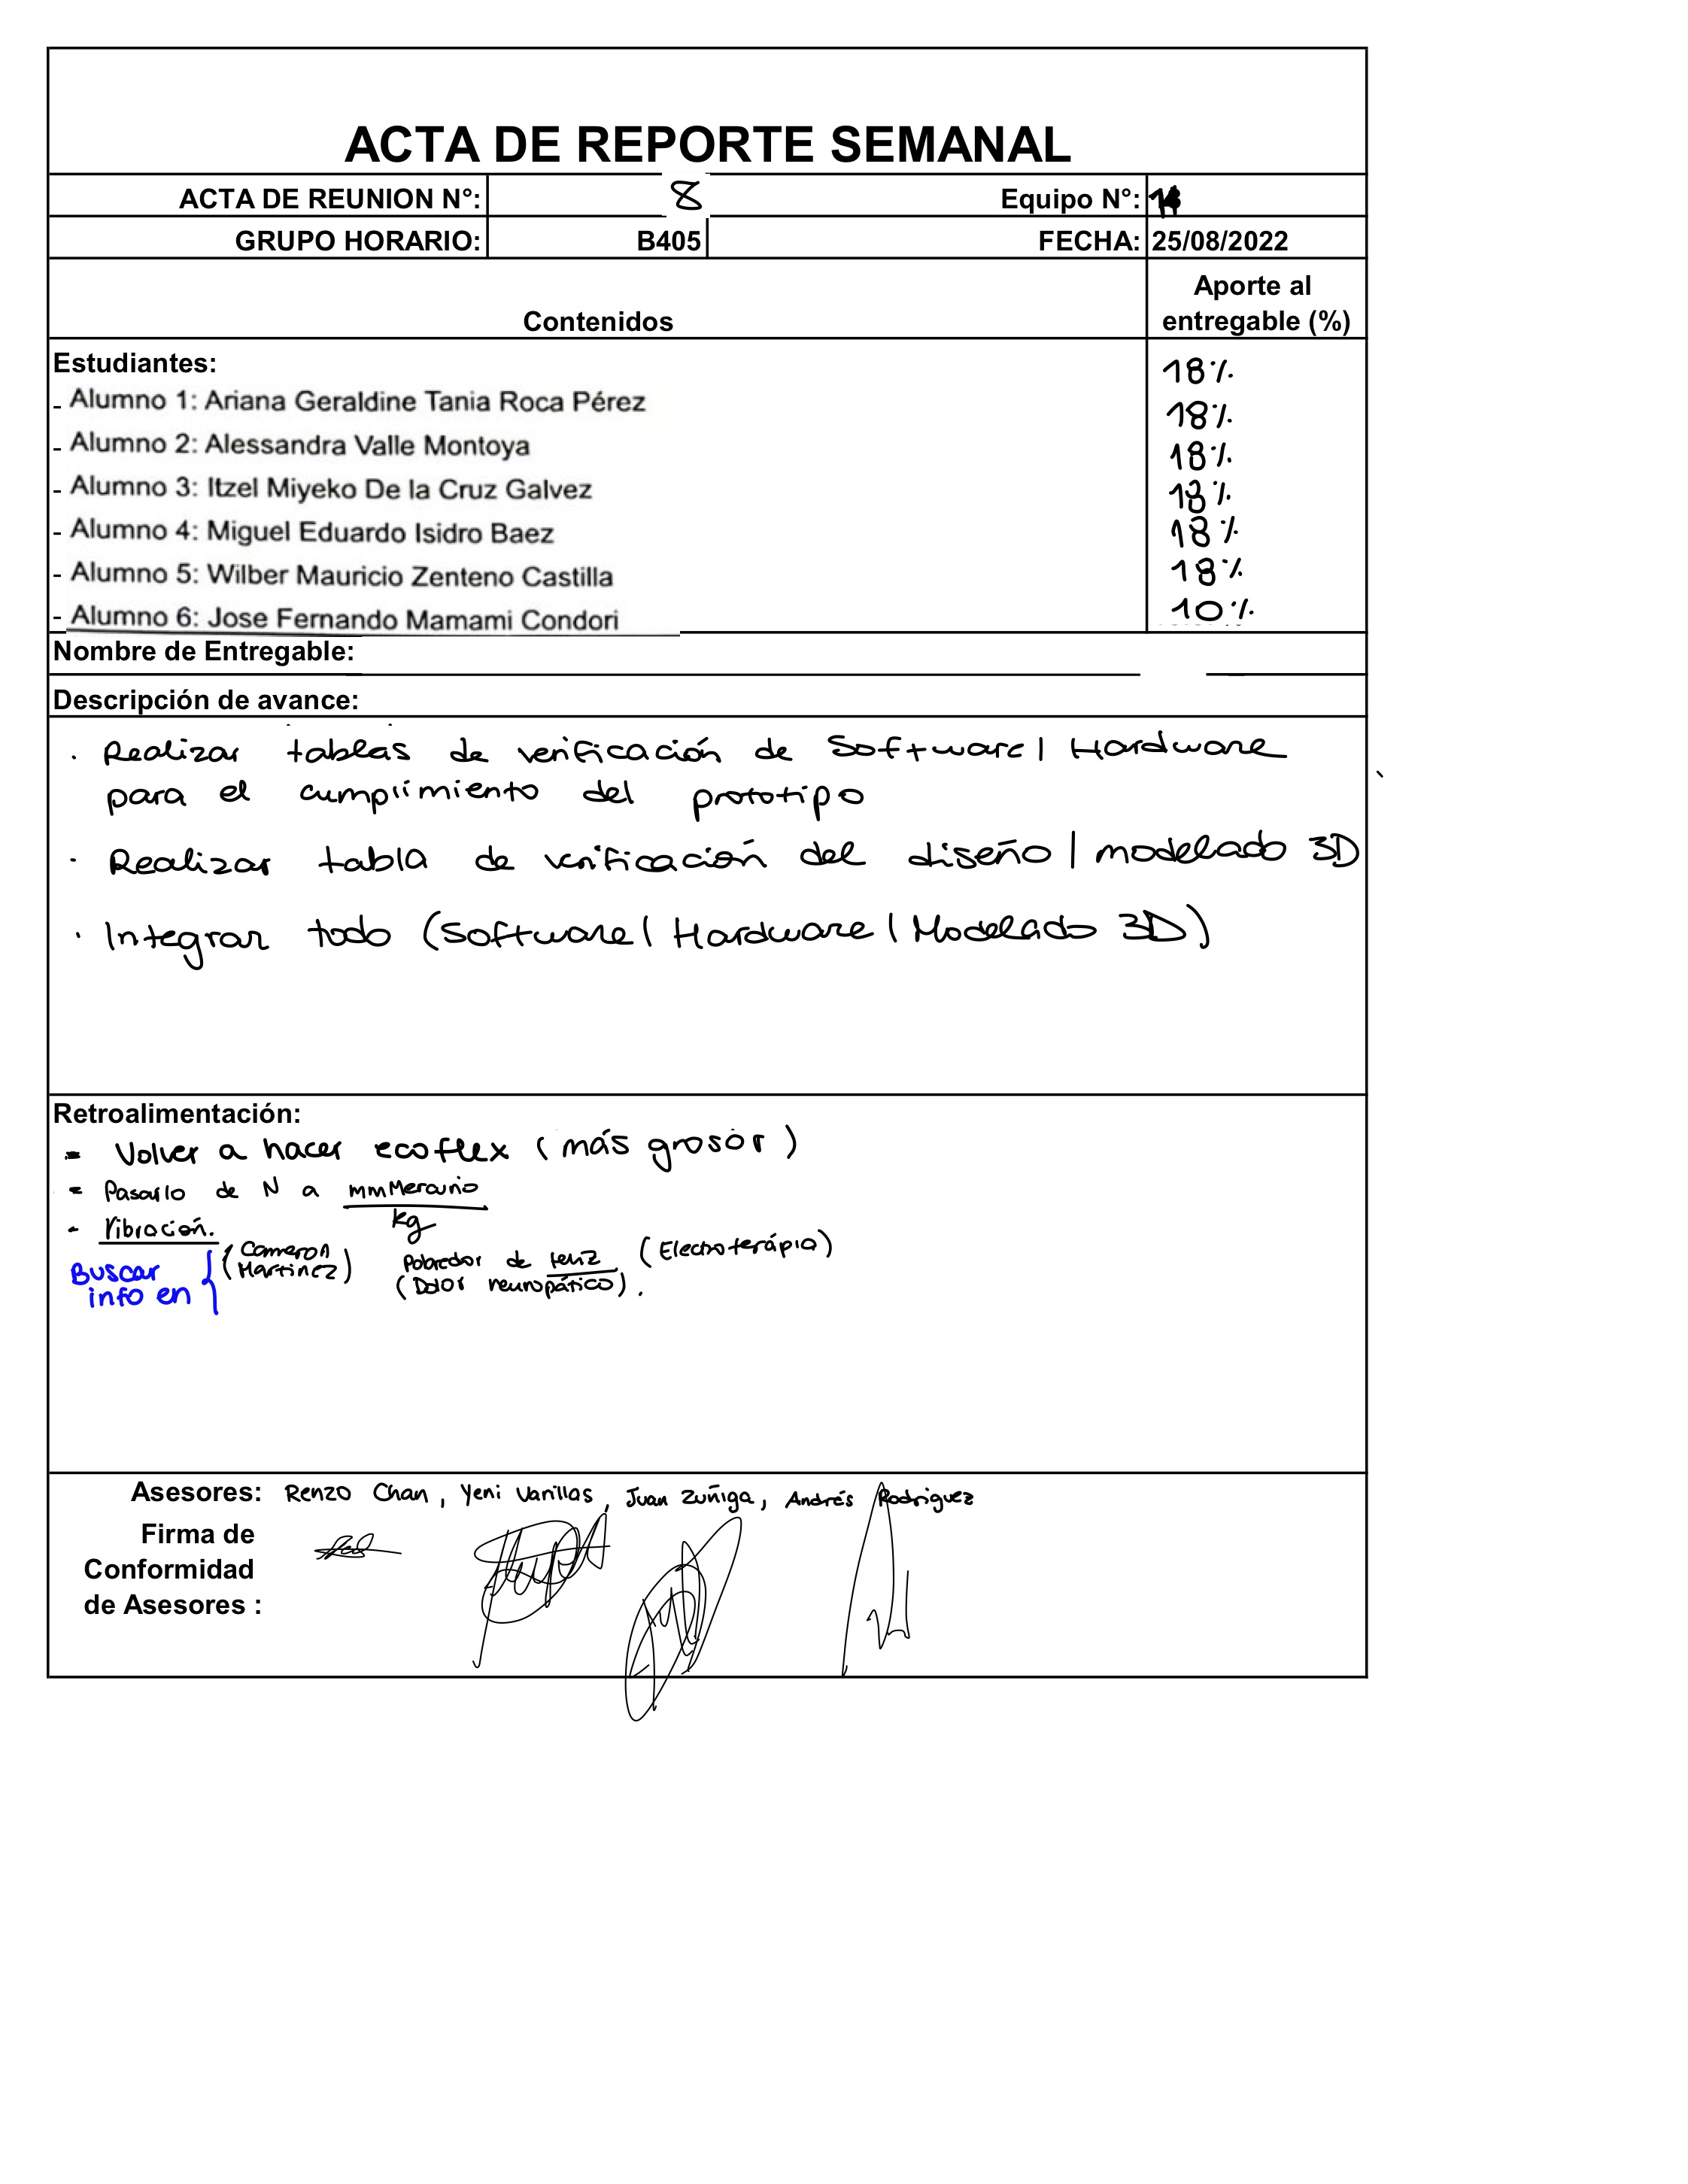 ACTA DE REPORTE SEMANAL
ACTA DE REUNION N°: 8 Equipo N°:
GRUPO HORARIO: B405 FECHA: 25/08/2022
Contenidos Aporte al entregable (%)
Estudiantes: 18%
- Alumno 1: Ariana Geraldine Tania Roca Pérez 18%
- Alumno 2: Alessandra Valle Montoya 18%
- Alumno 3: Itzel Miyeko De la Cruz Galvez 18%
- Alumno 4: Miguel Eduardo Isidro Baez 18%
- Alumno 5: Wilber Mauricio Zenteno Castilla 18%
- Alumno 6: Jose Fernando Mamami Condori 10%
Nombre de Entregable:
Descripción de avance:
· Realizar tablas de verificación de Software | Hardware
para el cumplimiento del prototipo
· Realizar tabla de verificación del diseño | modelado 3D
· Integrar todo (Software | Hardware | Modelado 3D)
Retroalimentación:
- Volver a hacer ecoflex (más grosor)
- Pasarlo de N a mmMercurio
kg
- Vibración.
Buscar info en { (Cameron Martinez) de tenz (Electroterápia)
(Dolor neuropático).
Asesores: Renzo Chan, Yeni Varillas, Juan Zuñiga, Andrés Rodriguez
Firma de
Conformidad
de Asesores :